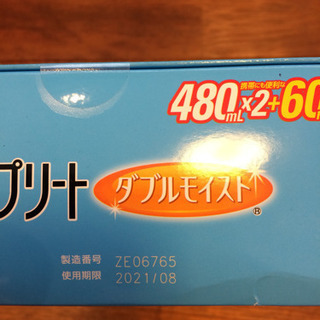 携帯にも便利な
480mL×2+60
プリート ダブルモイスト®
製造番号 ZE06765
使用期限 2021/08